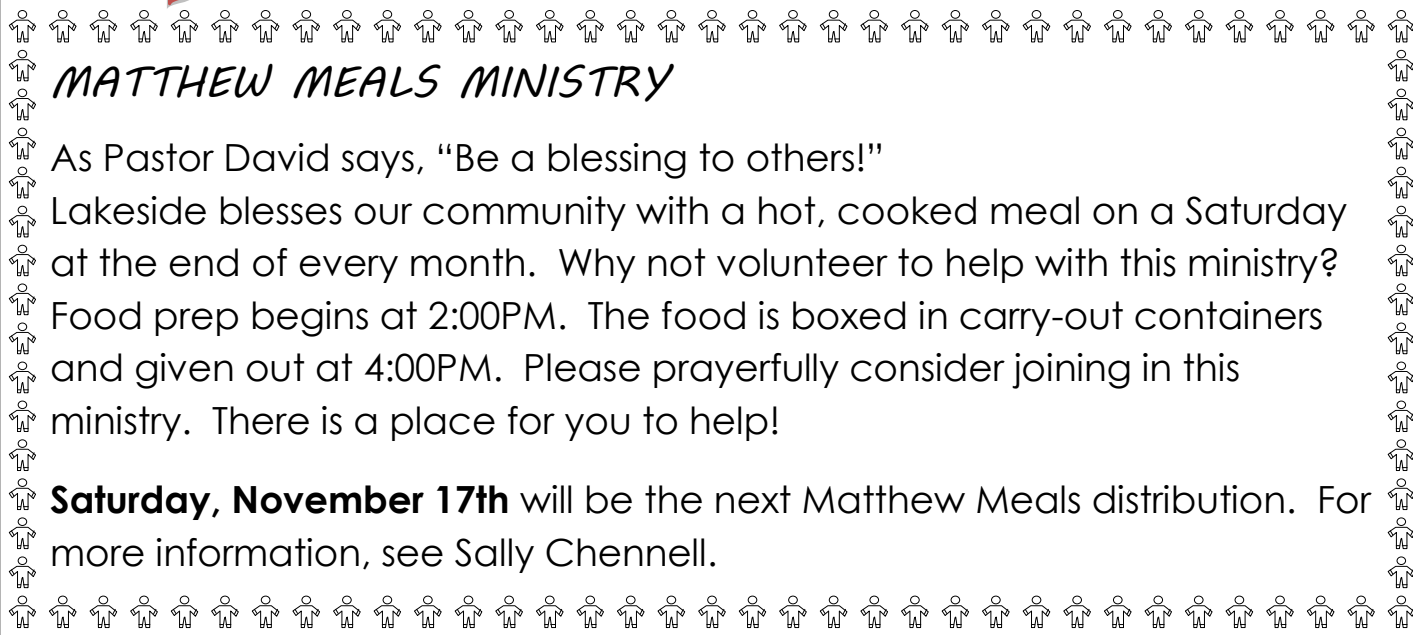 MATTHEW MEALS MINISTRY
As Pastor David says, “Be a blessing to others!”
Lakeside blesses our community with a hot, cooked meal on a Saturday
at the end of every month.  Why not volunteer to help with this ministry?
Food prep begins at 2:00PM.  The food is boxed in carry-out containers
and given out at 4:00PM.  Please prayerfully consider joining in this
ministry.  There is a place for you to help!
Saturday, November 17th will be the next Matthew Meals distribution.  For
more information, see Sally Chennell.